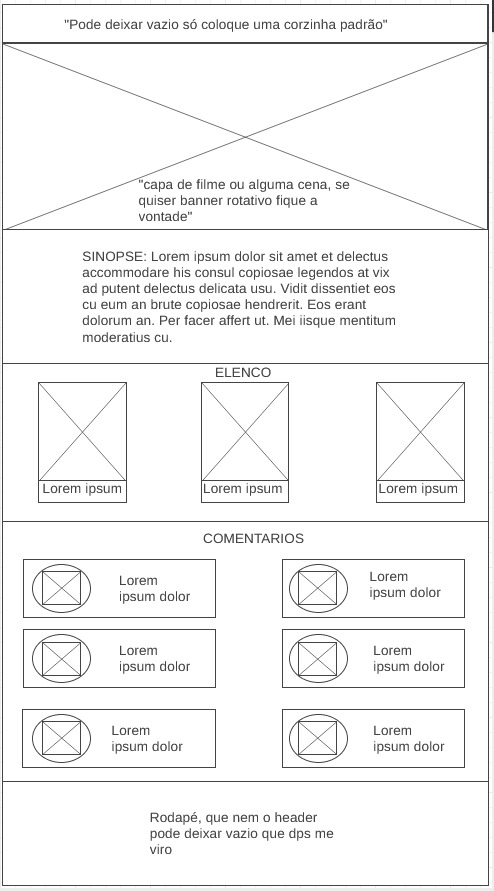 "Pode deixar vazio só coloque uma corzinha padrão"
"capa de filme ou alguma cena, se
quiser banner rotativo fique a
vontade"
SINOPSE: Lorem ipsum dolor sit amet et delectus
accommodare his consul copiosae legendos at vix
ad putent delectus delicata usu. Vidit dissentiet eos
cu eum an brute copiosae hendrerit. Eos erant
dolorum an. Per facer affert ut. Mei iisque mentitum
moderatius cu.
ELENCO
Lorem ipsum
Lorem ipsum
Lorem ipsum
COMENTARIOS
Lorem
ipsum dolor
Lorem
ipsum dolor
Lorem
ipsum dolor
Lorem
ipsum dolor
Lorem
ipsum dolor
Lorem
ipsum dolor
Rodapé, que nem o header
pode deixar vazio que dps me
viro